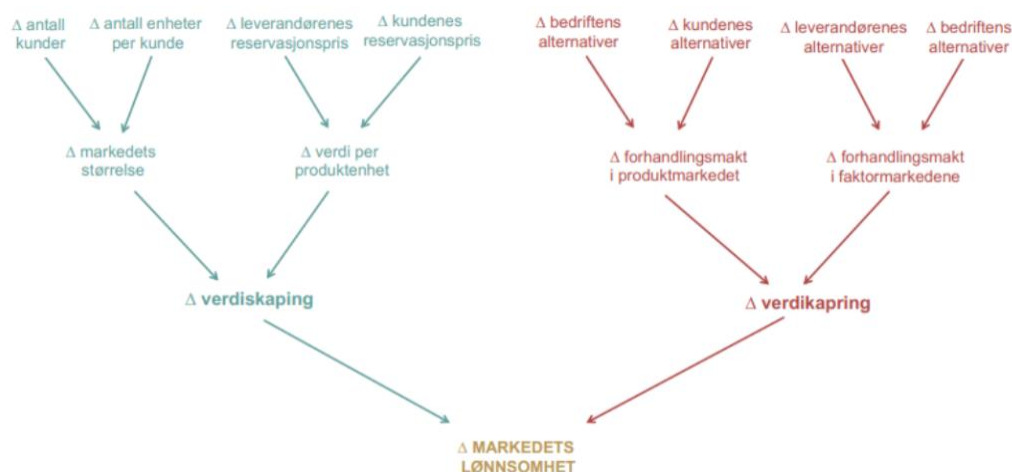 Δ antall
kunder
Δ antall enheter
per kunde
Δ leverandørenes
reservasjonspris
Δ kundenes
reservasjonspris
Δ bedriftens
alternativer
Δ kundenes
alternativer
Δ leverandørenes
alternativer
Δ bedriftens
alternativer
Δ markedets
størrelse
Δ verdi per
produktenhet
Δ forhandlingsmakt
i produktmarkedet
Δ forhandlingsmakt
i faktormarkedene
Δ verdiskaping
Δ verdikapring
Δ MARKEDETS
LØNNSOMHET